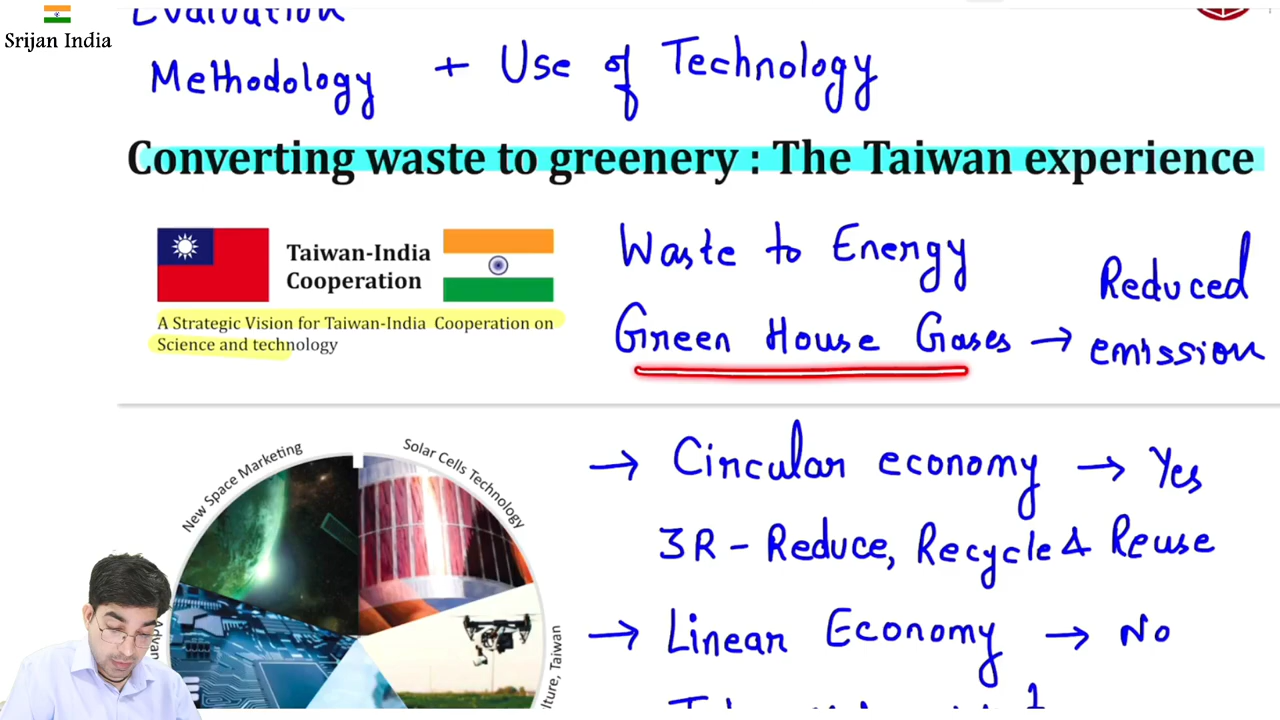 Srijan India
Evaluation
Methodology + Use of Technology
Converting waste to greenery : The Taiwan experience
Taiwan-India
Cooperation
A Strategic Vision for Taiwan-India Cooperation on
Science and technology
Waste to Energy
Green House Gases → Reduced
emission
→ Circular economy → Yes
3R - Reduce, Recycle & Reuse
→ Linear Economy → No
New Space Marketing
Solar Cells Technology